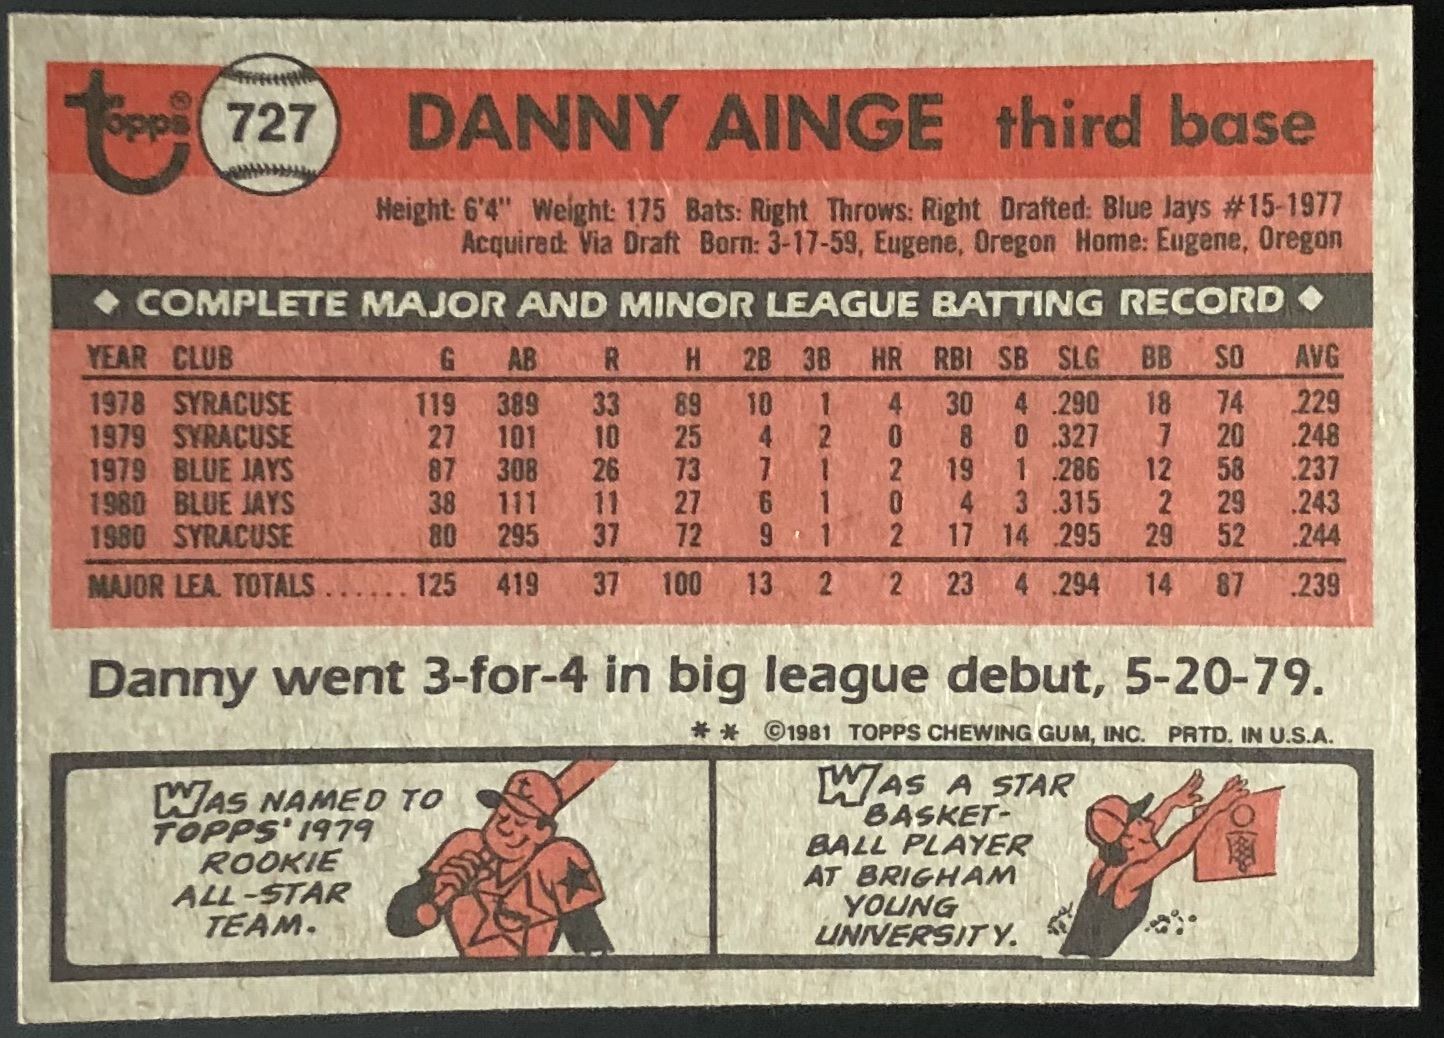 Topps® 727 DANNY AINGE third base
Height: 6'4" Weight: 175 Bats: Right Throws: Right Drafted: Blue Jays #15-1977
Acquired: Via Draft Born: 3-17-59, Eugene, Oregon Home: Eugene, Oregon
◆ COMPLETE MAJOR AND MINOR LEAGUE BATTING RECORD ◆
YEAR CLUB G AB R H 2B 3B HR RBI SB SLG BB SO AVG
1978 SYRACUSE 119 389 33 89 10 1 4 30 4 .290 18 74 .229
1979 SYRACUSE 27 101 10 25 4 2 0 8 0 .327 7 20 .248
1979 BLUE JAYS 87 308 26 73 7 1 2 19 1 .286 12 58 .237
1980 BLUE JAYS 38 111 11 27 6 1 0 4 3 .315 2 29 .243
1980 SYRACUSE 80 295 37 72 9 1 2 17 14 .295 29 52 .244
MAJOR LEA. TOTALS ...... 125 419 37 100 13 2 2 23 4 .294 14 87 .239
Danny went 3-for-4 in big league debut, 5-20-79.
* * ©1981 TOPPS CHEWING GUM, INC. PRTD. IN U.S.A.
WAS NAMED TO
TOPPS' 1979
ROOKIE
ALL-STAR
TEAM.
WAS A STAR
BASKET-
BALL PLAYER
AT BRIGHAM
YOUNG
UNIVERSITY.